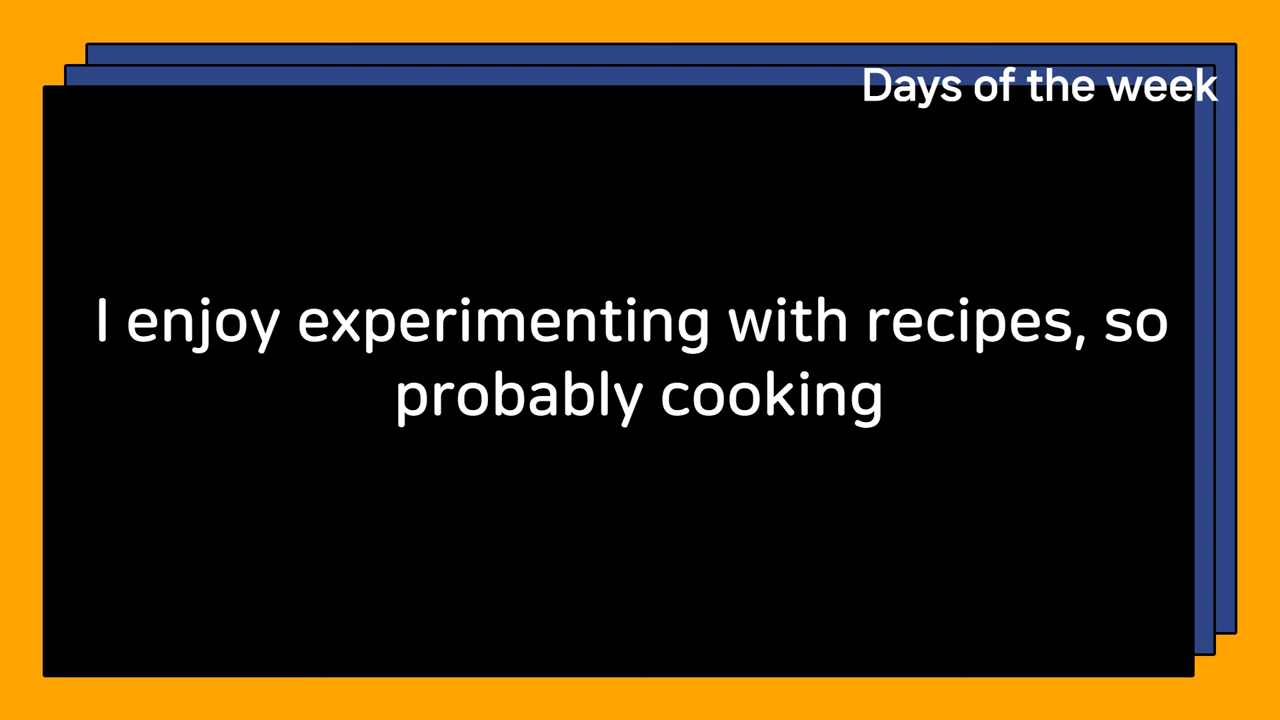 Days of the week
I enjoy experimenting with recipes, so
probably cooking